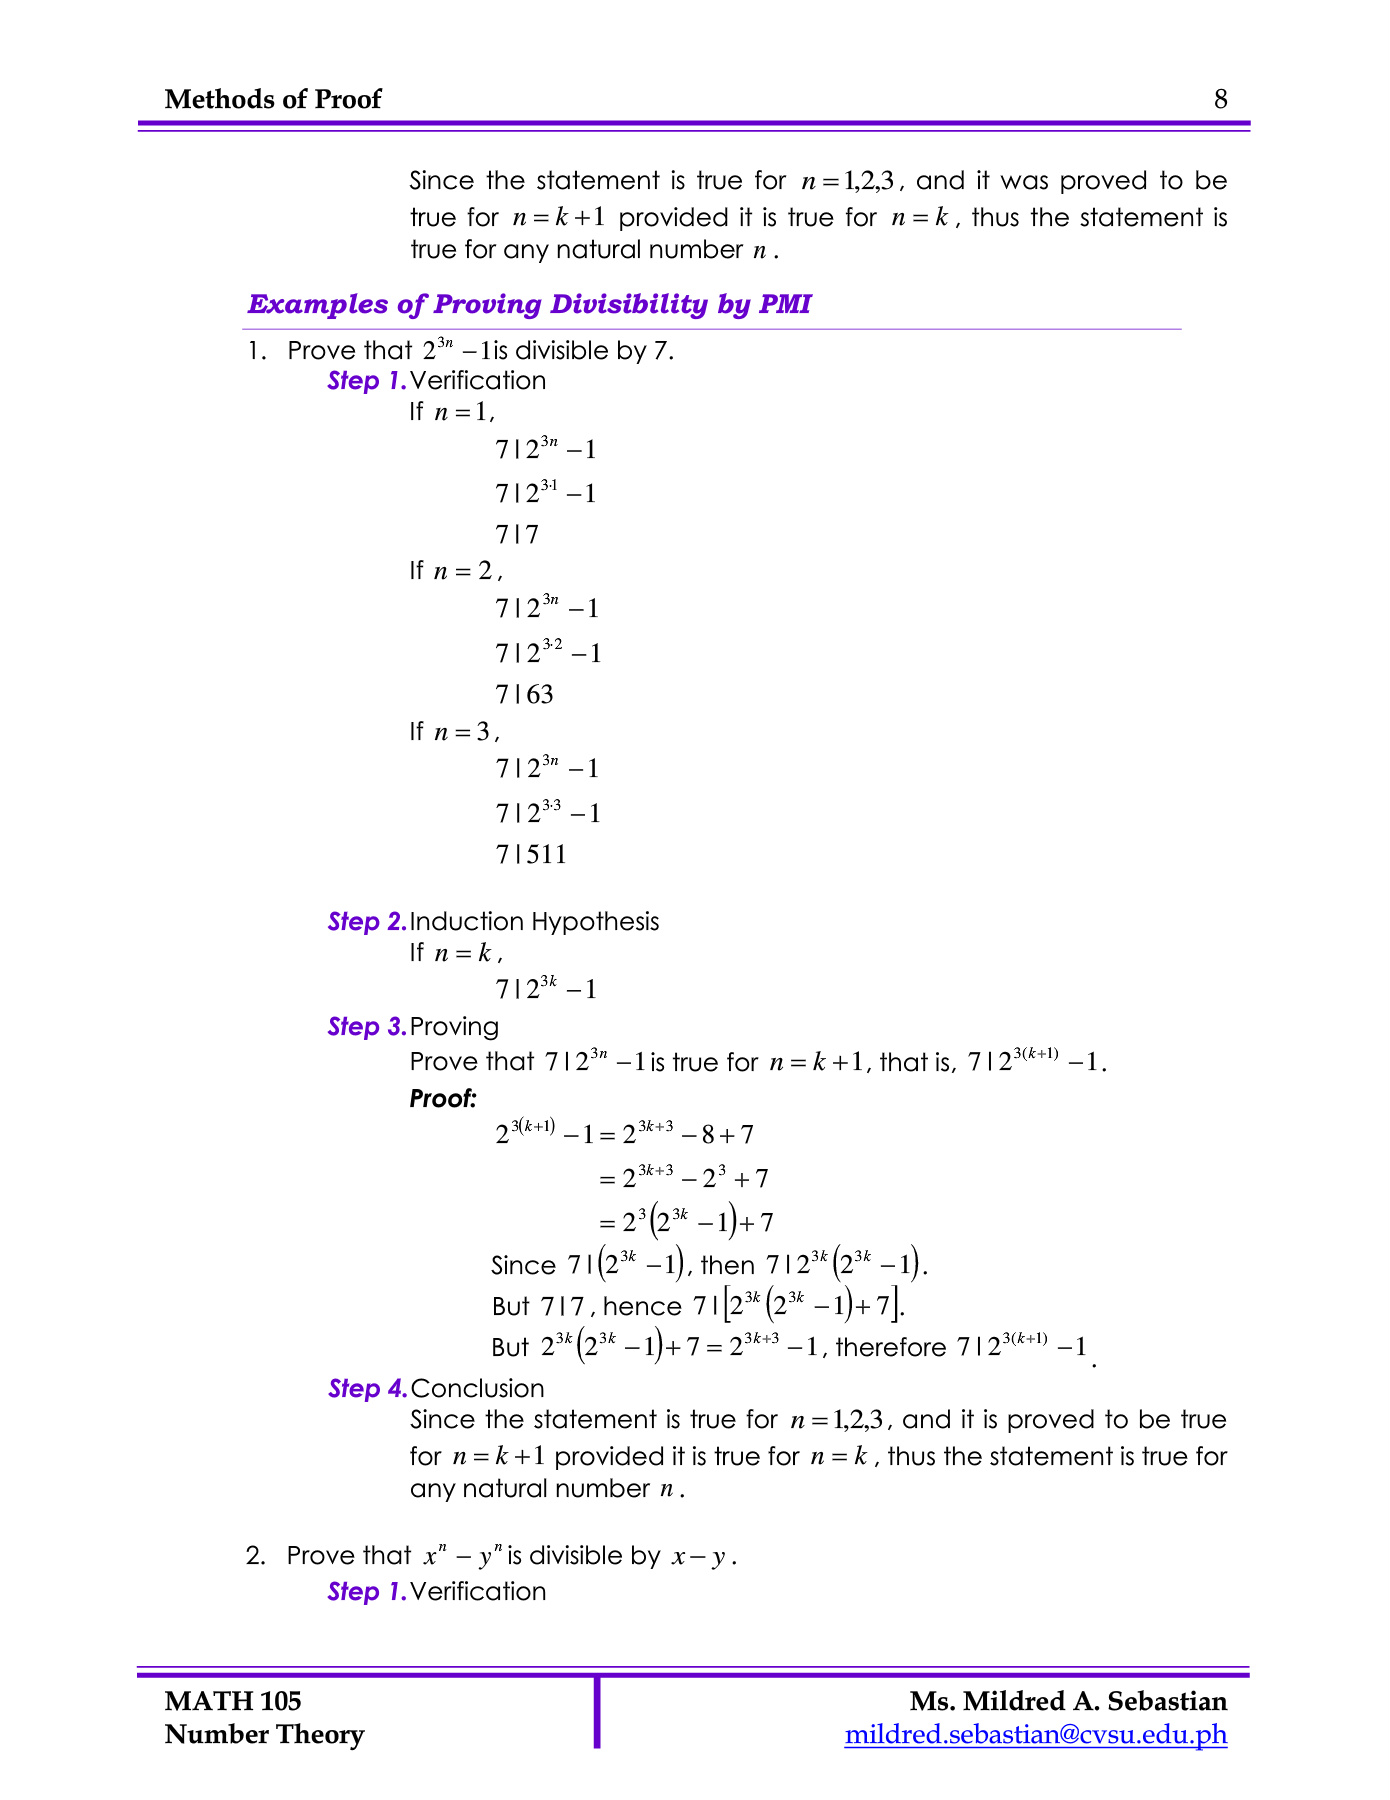 Methods of Proof 8
Since the statement is true for n = 1,2,3, and it was proved to be
true for n = k + 1 provided it is true for n = k, thus the statement is
true for any natural number n.
Examples of Proving Divisibility by PMI
1. Prove that 2^{3n} − 1 is divisible by 7.
Step 1. Verification
If n = 1,
7 | 2^{3n} − 1
7 | 2^{3·1} − 1
7 | 7
If n = 2,
7 | 2^{3n} − 1
7 | 2^{3·2} − 1
7 | 63
If n = 3,
7 | 2^{3n} − 1
7 | 2^{3·3} − 1
7 | 511
Step 2. Induction Hypothesis
If n = k,
7 | 2^{3k} − 1
Step 3. Proving
Prove that 7 | 2^{3n} − 1 is true for n = k + 1, that is, 7 | 2^{3(k+1)} − 1.
Proof:
2^{3(k+1)} − 1 = 2^{3k+3} − 8 + 7
= 2^{3k+3} − 2^3 + 7
= 2^3(2^{3k} − 1) + 7
Since 7 | (2^{3k} − 1), then 7 | 2^{3k}(2^{3k} − 1).
But 7 | 7, hence 7 | [2^{3k}(2^{3k} − 1) + 7].
But 2^{3k}(2^{3k} − 1) + 7 = 2^{3k+3} − 1, therefore 7 | 2^{3(k+1)} − 1.
Step 4. Conclusion
Since the statement is true for n = 1,2,3, and it is proved to be true
for n = k + 1 provided it is true for n = k, thus the statement is true for
any natural number n.
2. Prove that x^n − y^n is divisible by x − y.
Step 1. Verification
MATH 105 Ms. Mildred A. Sebastian
Number Theory mildred.sebastian@cvsu.edu.ph